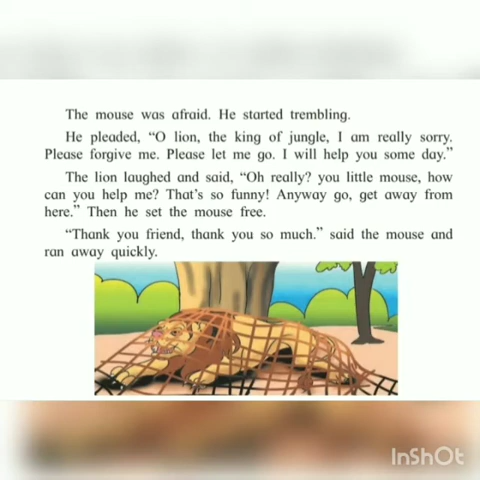 The mouse was afraid. He started trembling.
He pleaded, “O lion, the king of jungle, I am really sorry.
Please forgive me. Please let me go. I will help you some day.”
The lion laughed and said, “Oh really? you little mouse, how
can you help me? That’s so funny! Anyway go, get away from
here.” Then he set the mouse free.
“Thank you friend, thank you so much.” said the mouse and
ran away quickly.
InShOt